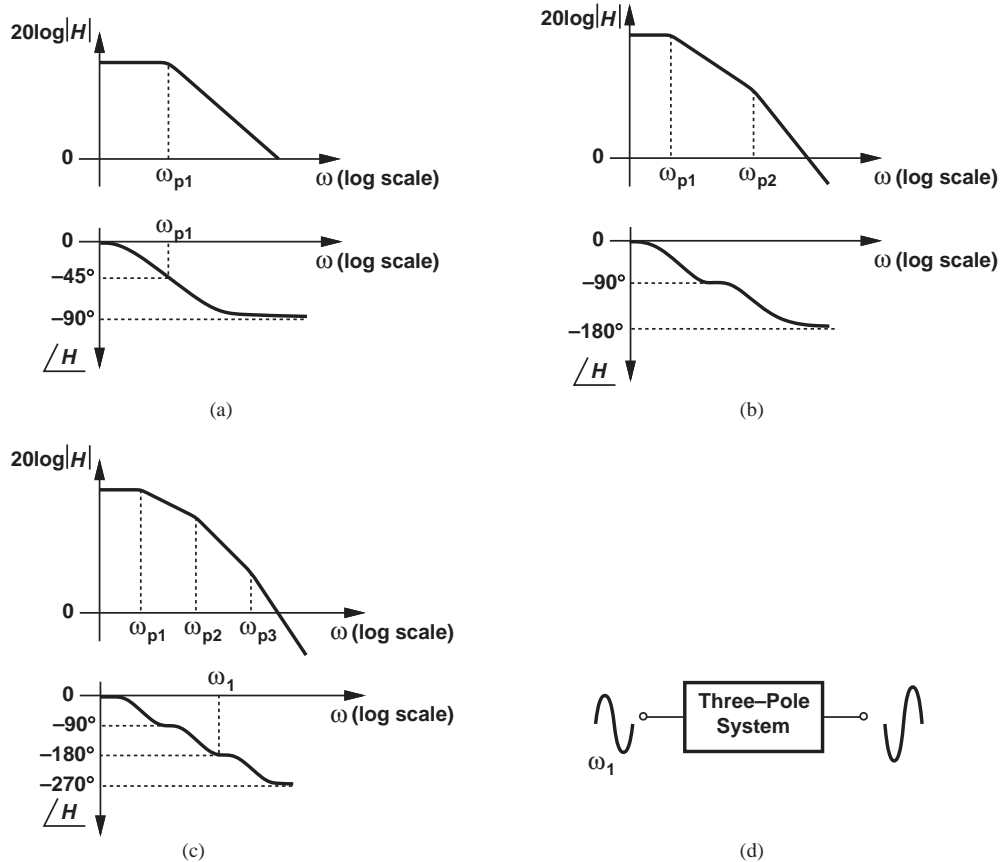 20log|H|
0
ωp1
ω (log scale)
ωp1
0
ω (log scale)
–45°
–90°
H
(a)
20log|H|
0
ωp1
ωp2
ω (log scale)
0
ω (log scale)
–90°
–180°
H
(b)
20log|H|
0
ωp1
ωp2
ωp3
ω (log scale)
ω1
0
ω (log scale)
–90°
–180°
–270°
H
(c)
Three–Pole
System
ω1
(d)